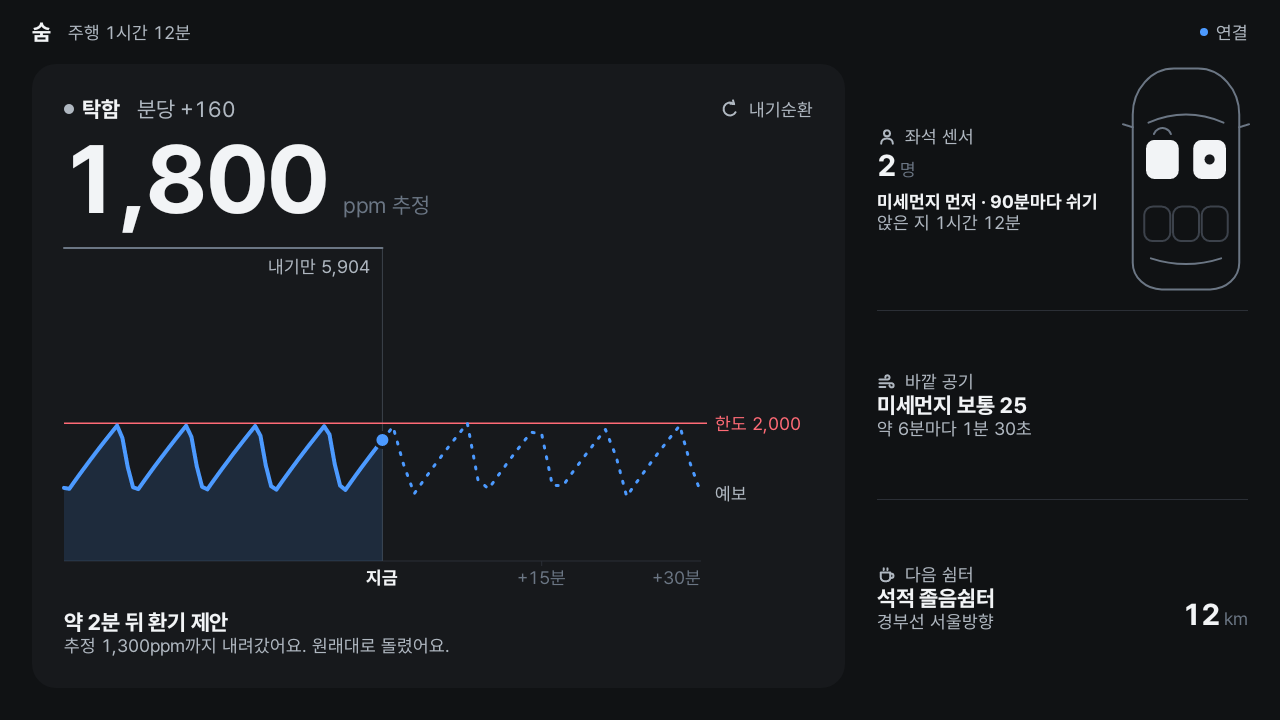 숨 주행 1시간 12분
연결
탁함 분당 +160
내기순환
1,800 ppm 추정
내기만 5,904
한도 2,000
예보
지금
+15분
+30분
약 2분 뒤 환기 제안
추정 1,300ppm까지 내려갔어요. 원래대로 돌렸어요.
좌석 센서
2 명
미세먼지 먼저 · 90분마다 쉬기
앉은 지 1시간 12분
바깥 공기
미세먼지 보통 25
약 6분마다 1분 30초
다음 쉼터
석적 졸음쉼터
경부선 서울방향
12 km